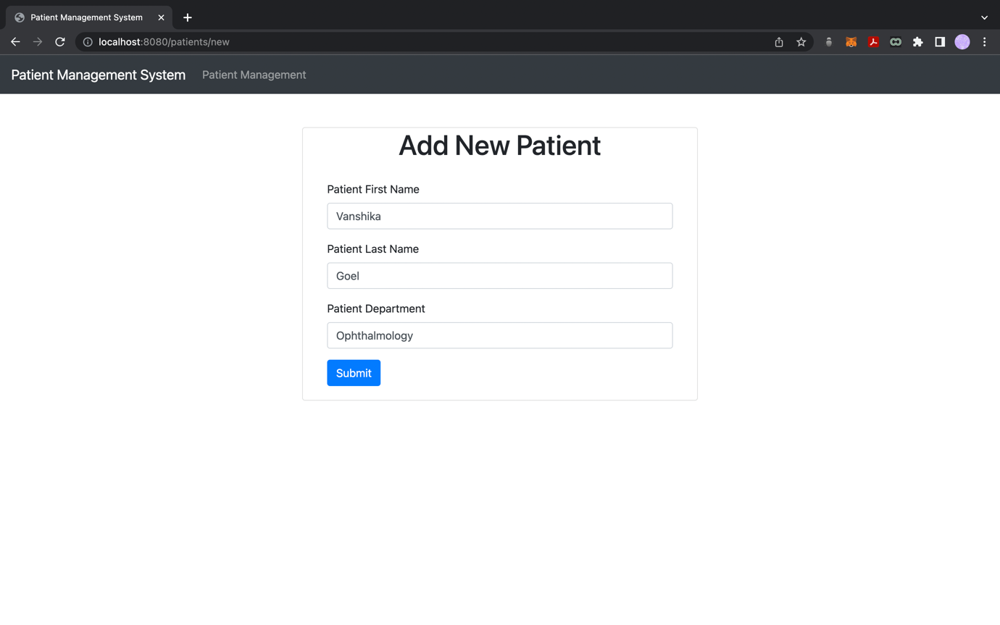 Patient Management System
localhost:8080/patients/new
Patient Management System Patient Management
Add New Patient
Patient First Name
Vanshika
Patient Last Name
Goel
Patient Department
Ophthalmology
Submit